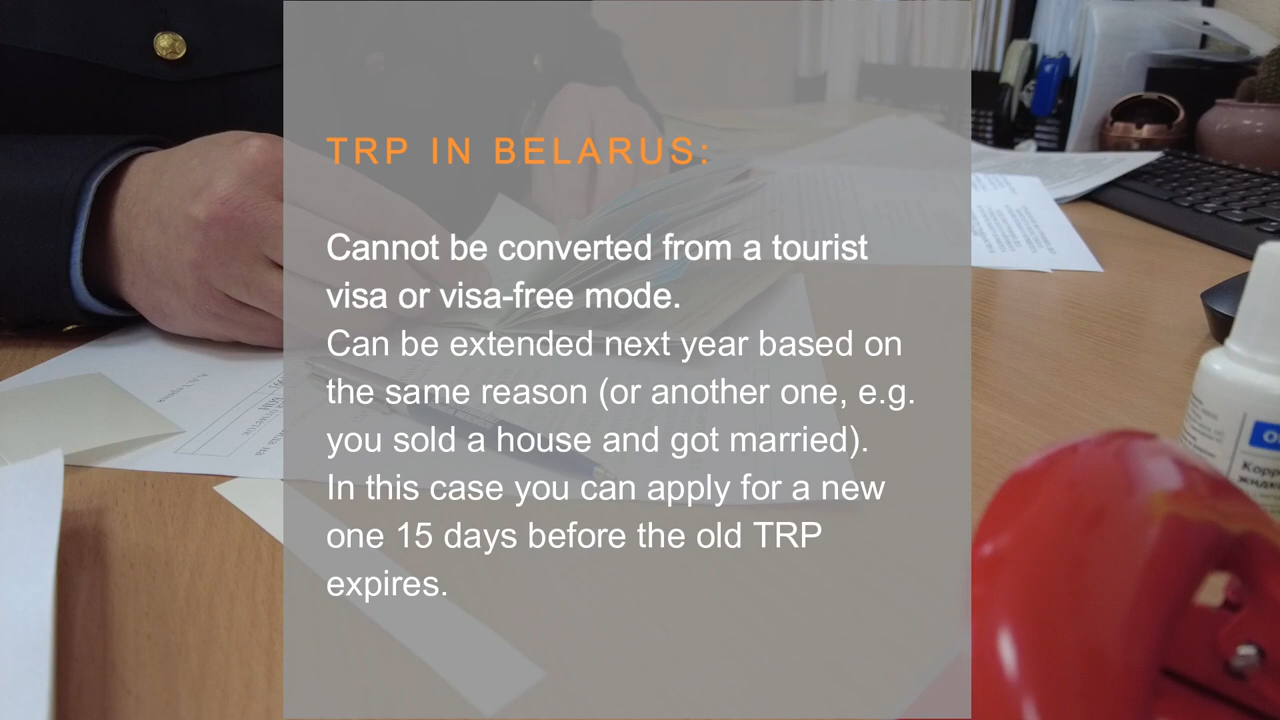 TRP IN BELARUS:
Cannot be converted from a tourist
visa or visa-free mode.
Can be extended next year based on
the same reason (or another one, e.g.
you sold a house and got married).
In this case you can apply for a new
one 15 days before the old TRP
expires.